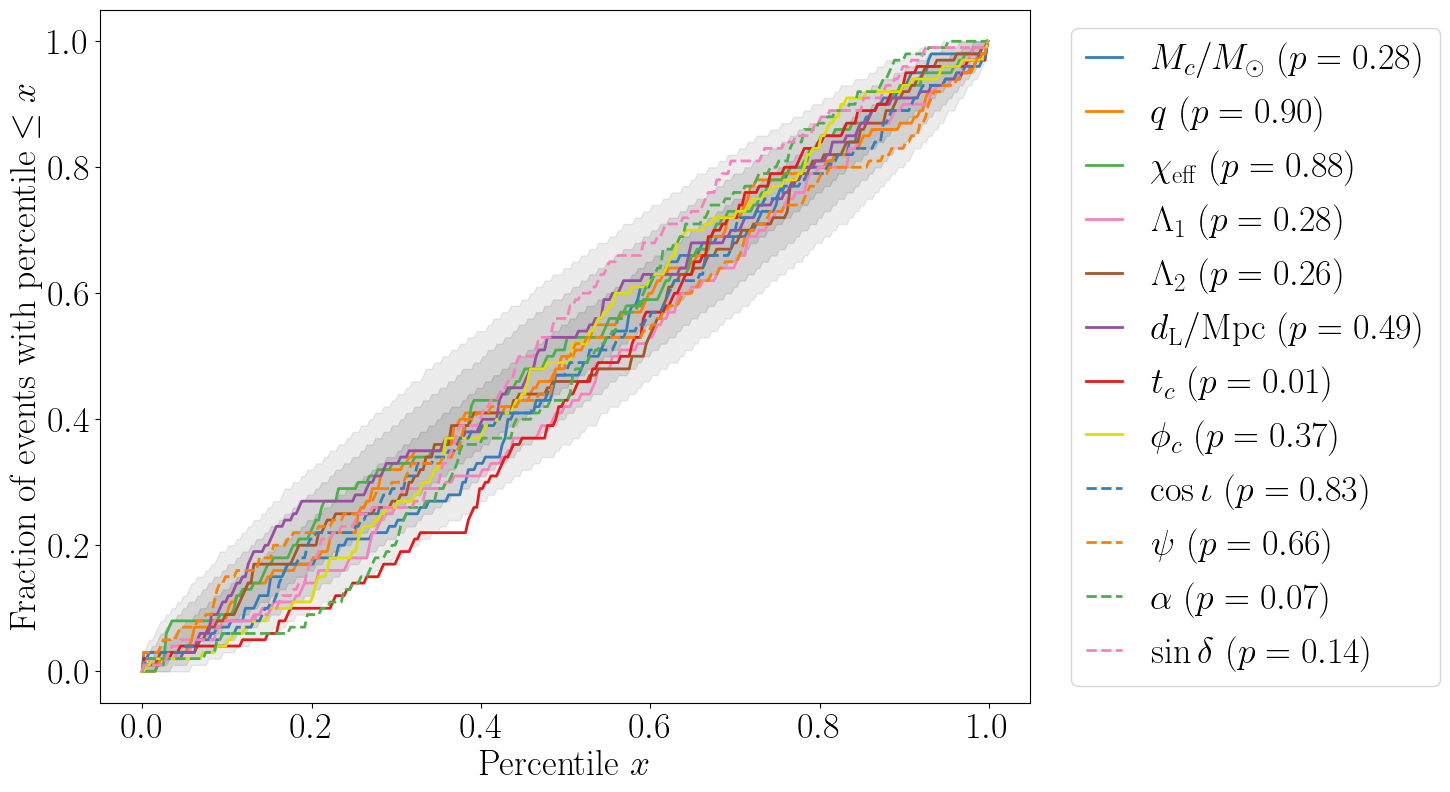 Fraction of events with percentile ≤ x
1.0
0.8
0.6
0.4
0.2
0.0
0.0 0.2 0.4 0.6 0.8 1.0
Percentile x
M_c/M_⊙ (p = 0.28)
q (p = 0.90)
χ_eff (p = 0.88)
Λ_1 (p = 0.28)
Λ_2 (p = 0.26)
d_L/Mpc (p = 0.49)
t_c (p = 0.01)
ϕ_c (p = 0.37)
cos ι (p = 0.83)
ψ (p = 0.66)
α (p = 0.07)
sin δ (p = 0.14)